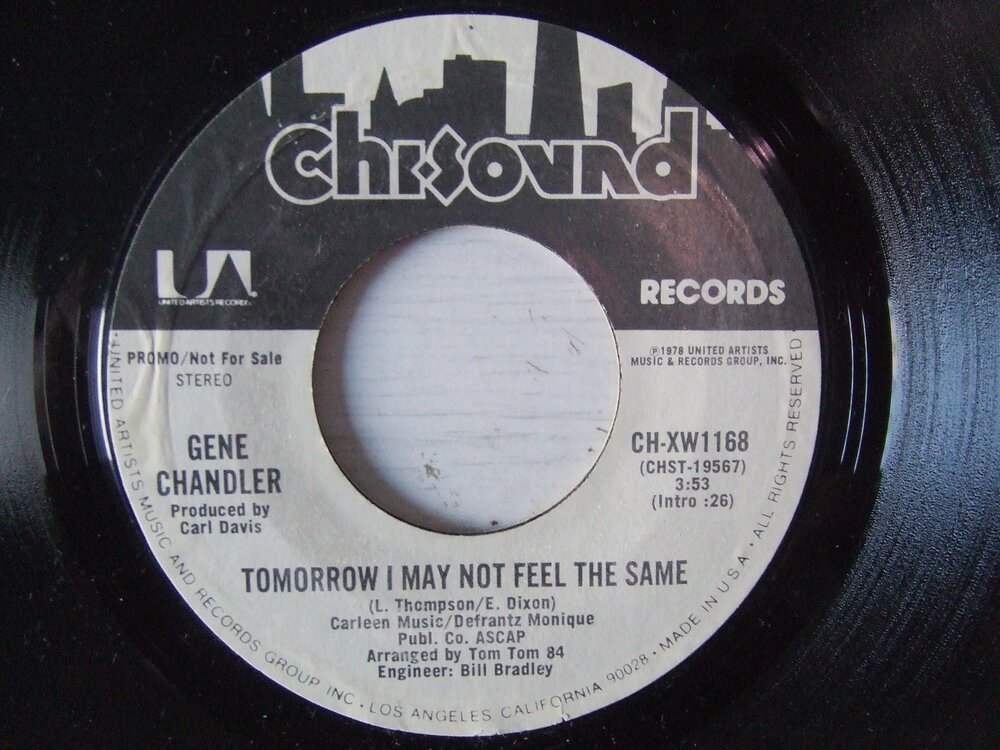 Chi-Sound
UA
UNITED ARTISTS RECORDS
RECORDS
PROMO/Not For Sale
STEREO
℗1978 UNITED ARTISTS
MUSIC & RECORDS GROUP, INC.
GENE
CHANDLER
Produced by
Carl Davis
CH-XW1168
(CHST-19567)
3:53
(Intro :26)
TOMORROW I MAY NOT FEEL THE SAME
(L. Thompson/E. Dixon)
Carleen Music/Defrantz Monique
Publ. Co. ASCAP
Arranged by Tom Tom 84
Engineer: Bill Bradley
•UNITED ARTISTS MUSIC AND RECORDS GROUP INC • LOS ANGELES CALIFORNIA 90028 • MADE IN U S A • ALL RIGHTS RESERVED